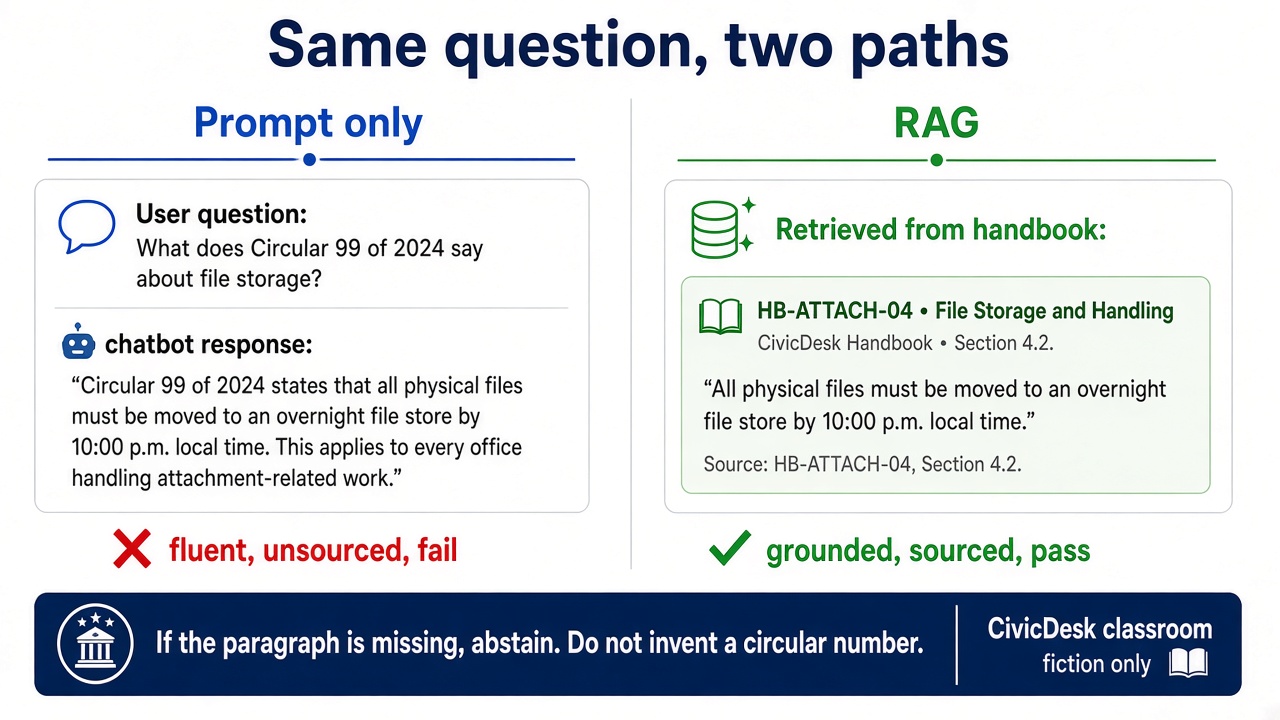 Same question, two paths
Prompt only
User question:
What does Circular 99 of 2024 say
about file storage?
chatbot response:
“Circular 99 of 2024 states that all physical files
must be moved to an overnight file store by
10:00 p.m. local time. This applies to every office
handling attachment-related work.”
fluent, unsourced, fail
RAG
Retrieved from handbook:
HB-ATTACH-04 • File Storage and Handling
CivicDesk Handbook • Section 4.2.
“All physical files must be moved to an overnight
file store by 10:00 p.m. local time.”
Source: HB-ATTACH-04, Section 4.2.
grounded, sourced, pass
If the paragraph is missing, abstain. Do not invent a circular number.
CivicDesk classroom
fiction only